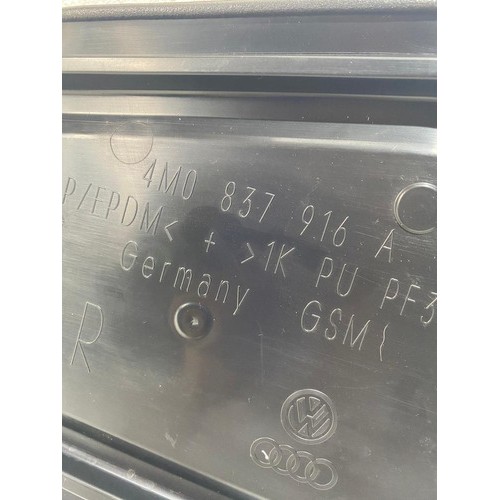 4M0 837 916 A
P/EPDM< + >1K PU PF3
Germany GSM
R